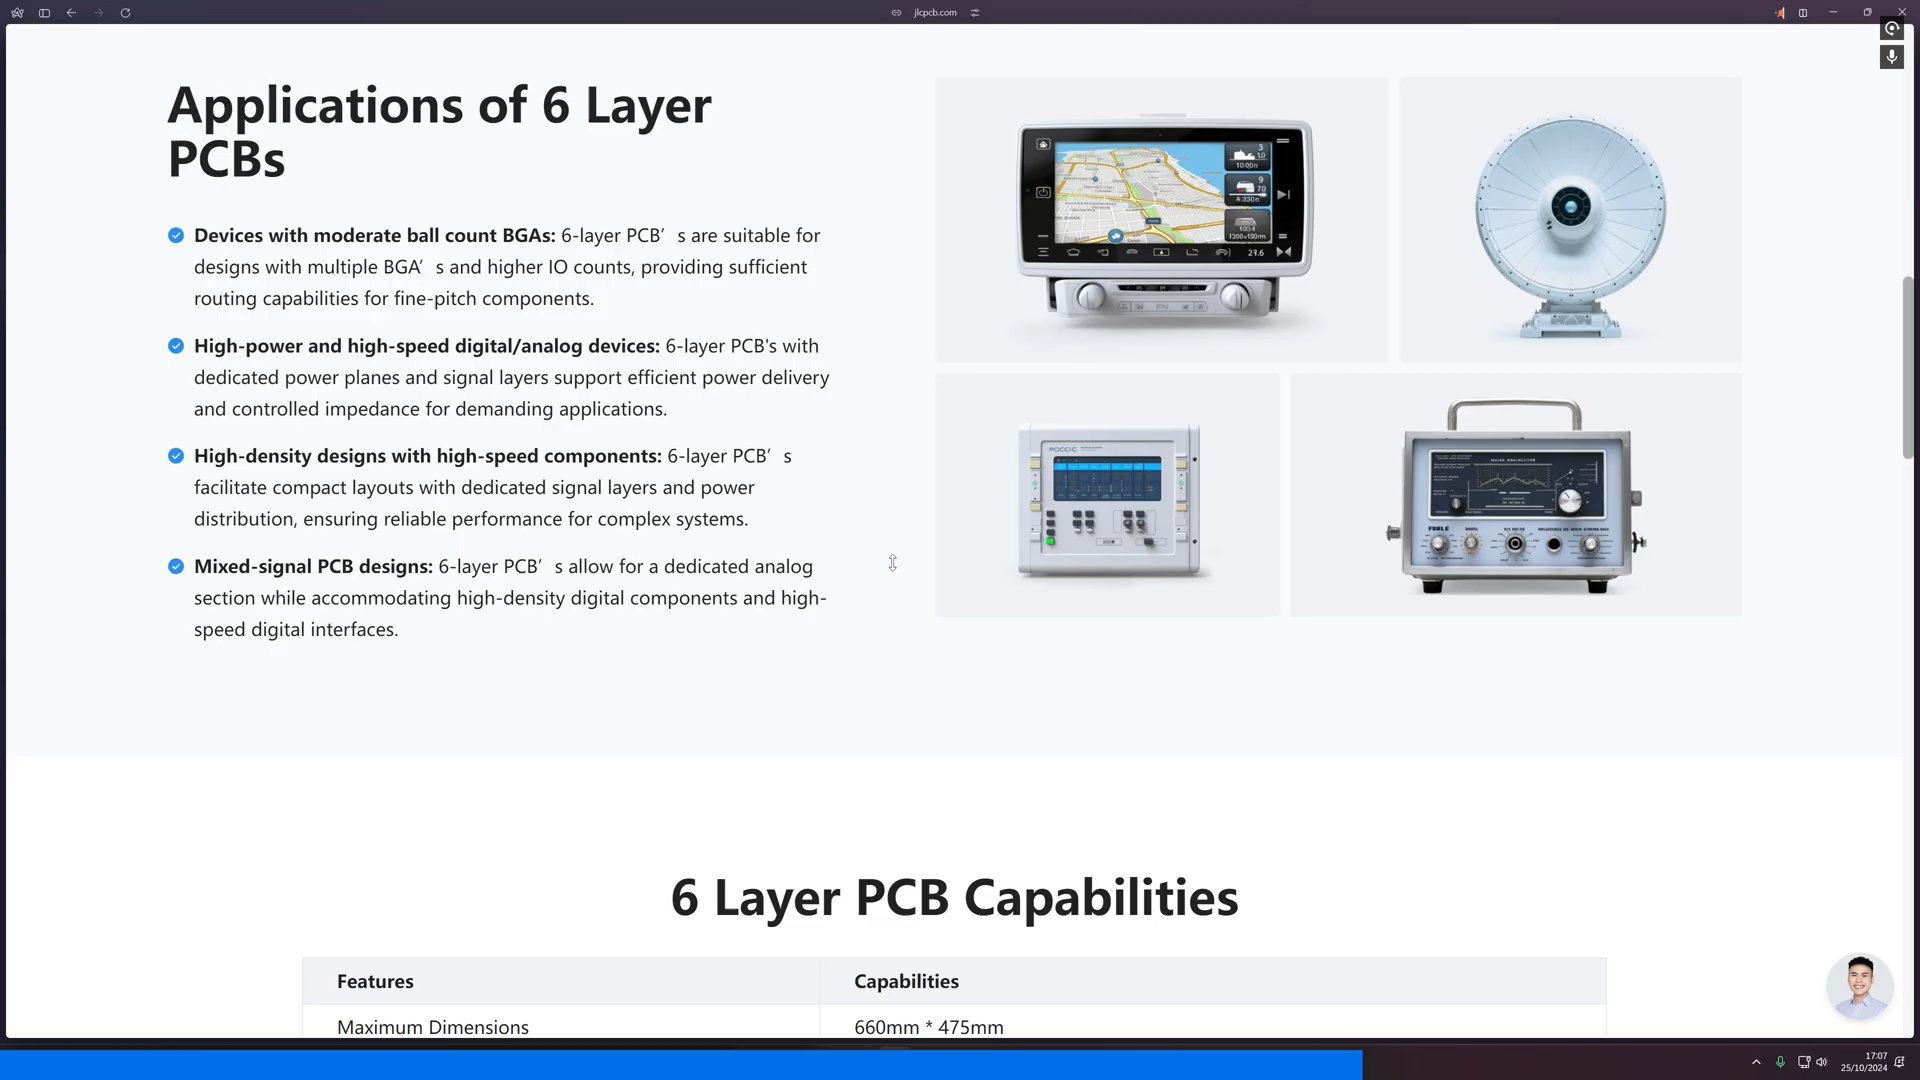 jlcpcb.com
Applications of 6 Layer
PCBs
Devices with moderate ball count BGAs: 6-layer PCB’s are suitable for
designs with multiple BGA’s and higher IO counts, providing sufficient
routing capabilities for fine-pitch components.
High-power and high-speed digital/analog devices: 6-layer PCB's with
dedicated power planes and signal layers support efficient power delivery
and controlled impedance for demanding applications.
High-density designs with high-speed components: 6-layer PCB’s
facilitate compact layouts with dedicated signal layers and power
distribution, ensuring reliable performance for complex systems.
Mixed-signal PCB designs: 6-layer PCB’s allow for a dedicated analog
section while accommodating high-density digital components and high-
speed digital interfaces.
6 Layer PCB Capabilities
Features Capabilities
Maximum Dimensions 660mm * 475mm
17:07
25/10/2024